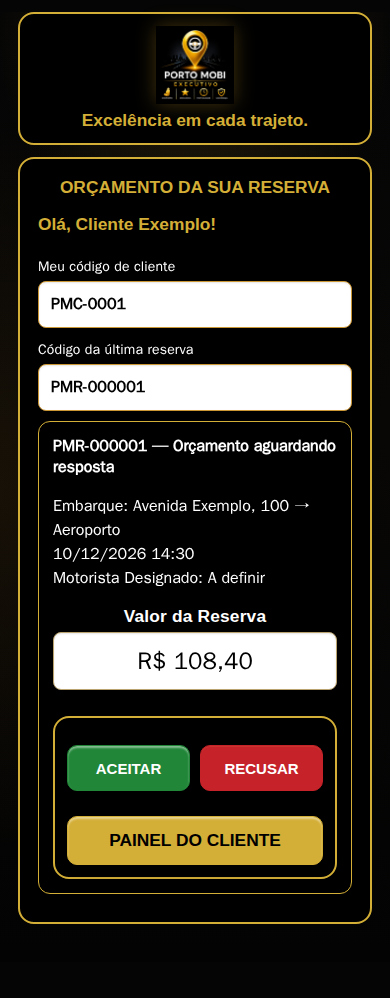 PORTO MOBI
EXECUTIVO
Excelência em cada trajeto.
ORÇAMENTO DA SUA RESERVA
Olá, Cliente Exemplo!
Meu código de cliente
PMC-0001
Código da última reserva
PMR-000001
PMR-000001 — Orçamento aguardando
resposta
Embarque: Avenida Exemplo, 100 →
Aeroporto
10/12/2026 14:30
Motorista Designado: A definir
Valor da Reserva
R$ 108,40
ACEITAR
RECUSAR
PAINEL DO CLIENTE